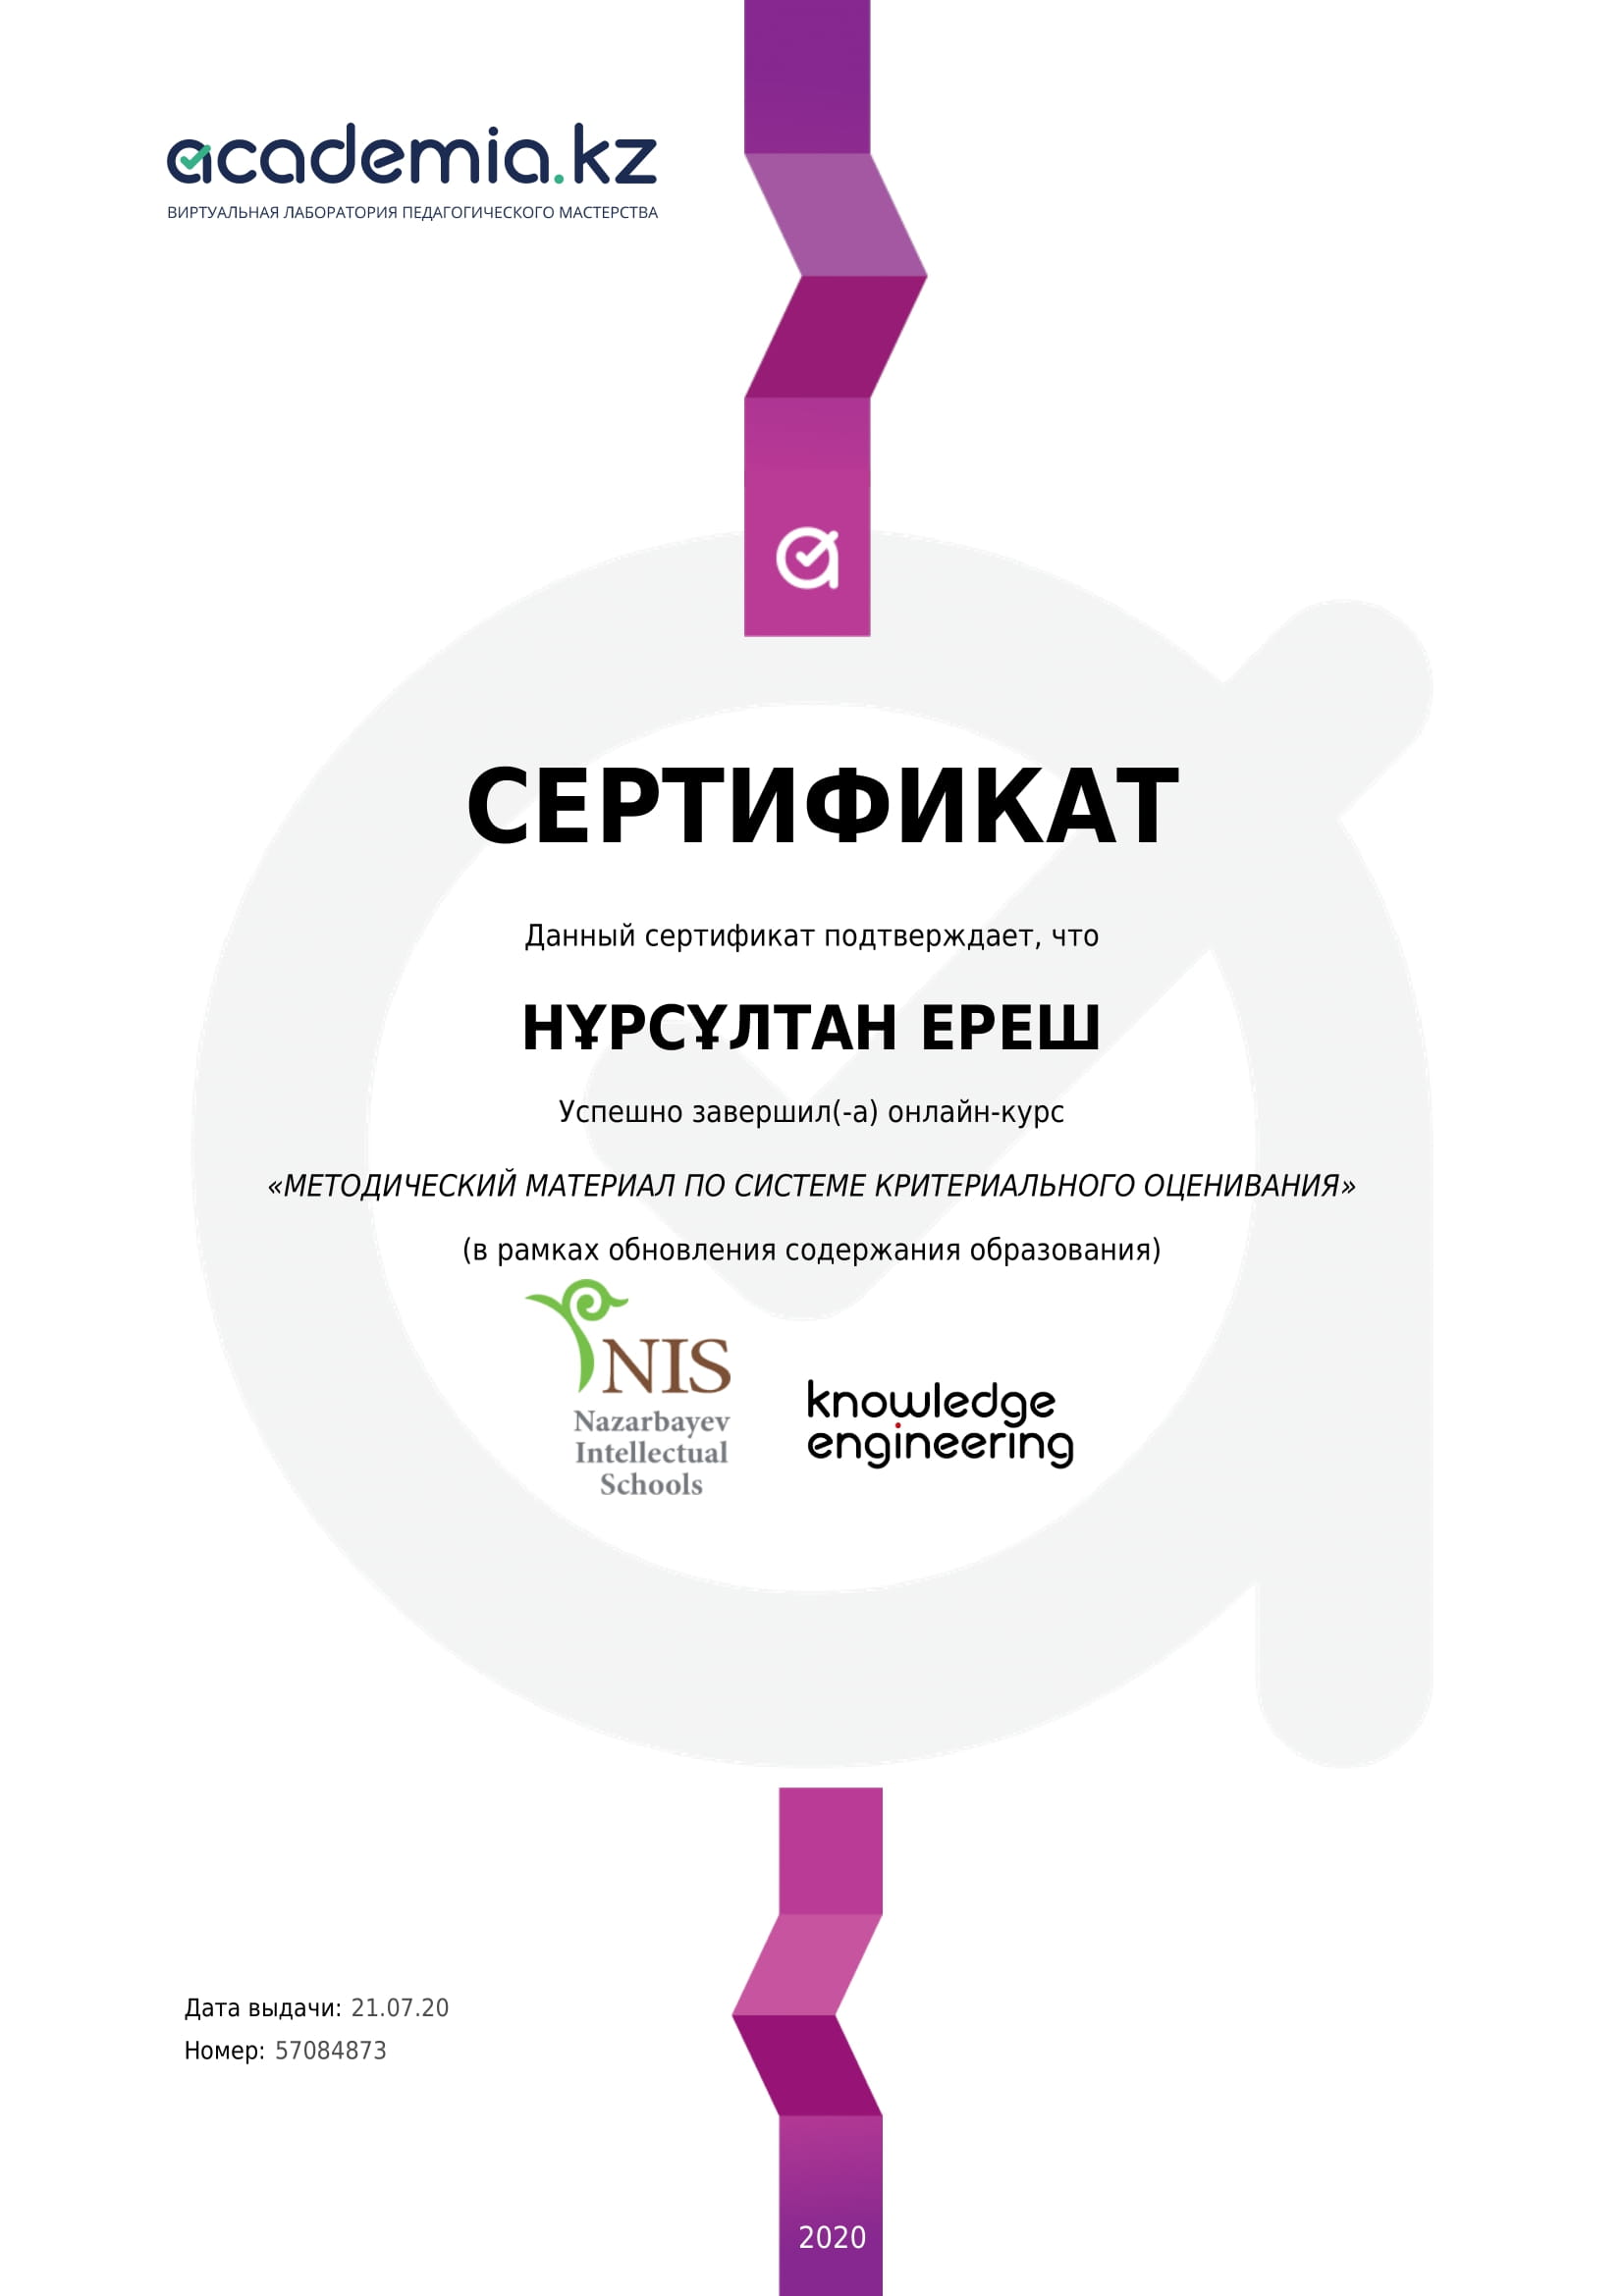 academia.kz
ВИРТУАЛЬНАЯ ЛАБОРАТОРИЯ ПЕДАГОГИЧЕСКОГО МАСТЕРСТВА
СЕРТИФИКАТ
Данный сертификат подтверждает, что
НҰРСҰЛТАН ЕРЕШ
Успешно завершил(-а) онлайн-курс
«МЕТОДИЧЕСКИЙ МАТЕРИАЛ ПО СИСТЕМЕ КРИТЕРИАЛЬНОГО ОЦЕНИВАНИЯ»
(в рамках обновления содержания образования)
NIS
Nazarbayev
Intellectual
Schools
knowledge
engineering
Дата выдачи: 21.07.20
Номер: 57084873
2020